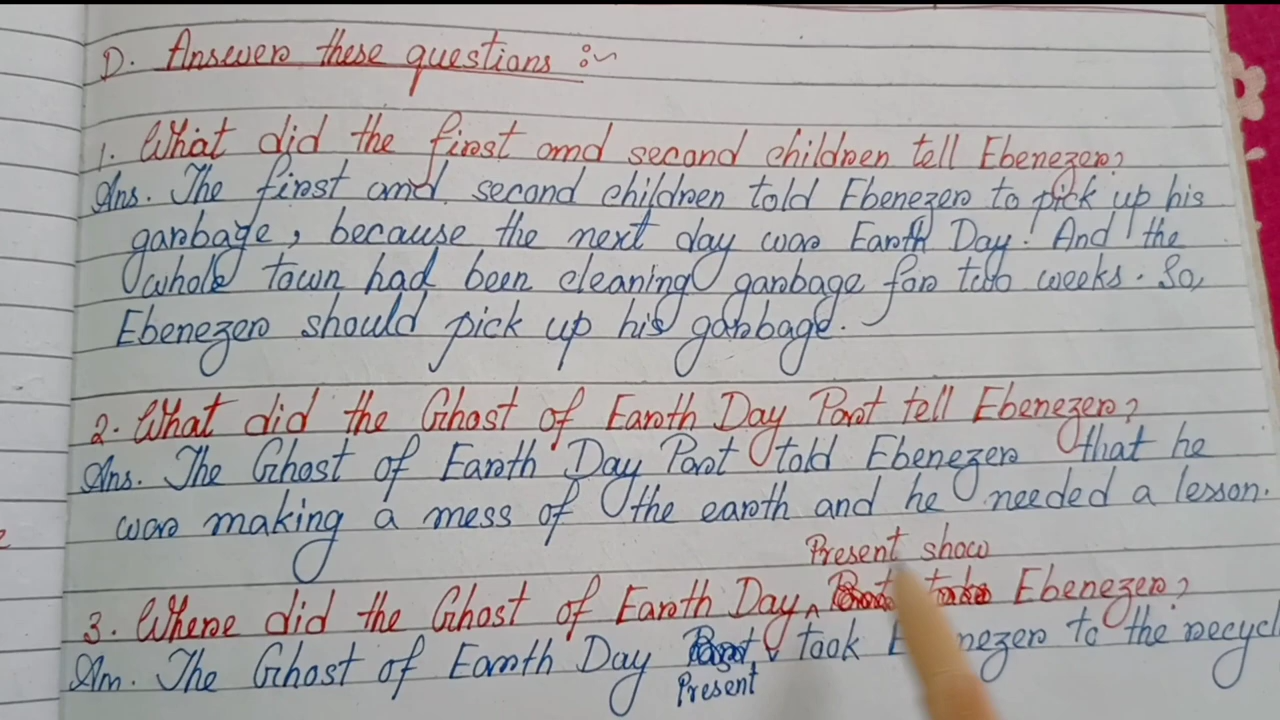 D. Answer these questions :~
1. What did the first and second children tell Ebenezer?
Ans. The first and second children told Ebenezer to pick up his
garbage, because the next day was Earth Day. And the
whole town had been cleaning garbage for two weeks. So,
Ebenezer should pick up his garbage.
2. What did the Ghost of Earth Day Past tell Ebenezer?
Ans. The Ghost of Earth Day Past told Ebenezer that he
was making a mess of the earth and he needed a lesson.
Present show
3. Where did the Ghost of Earth Day Ebenezer?
Ans. The Ghost of Earth Day took Ebenezer to the recycl
Present